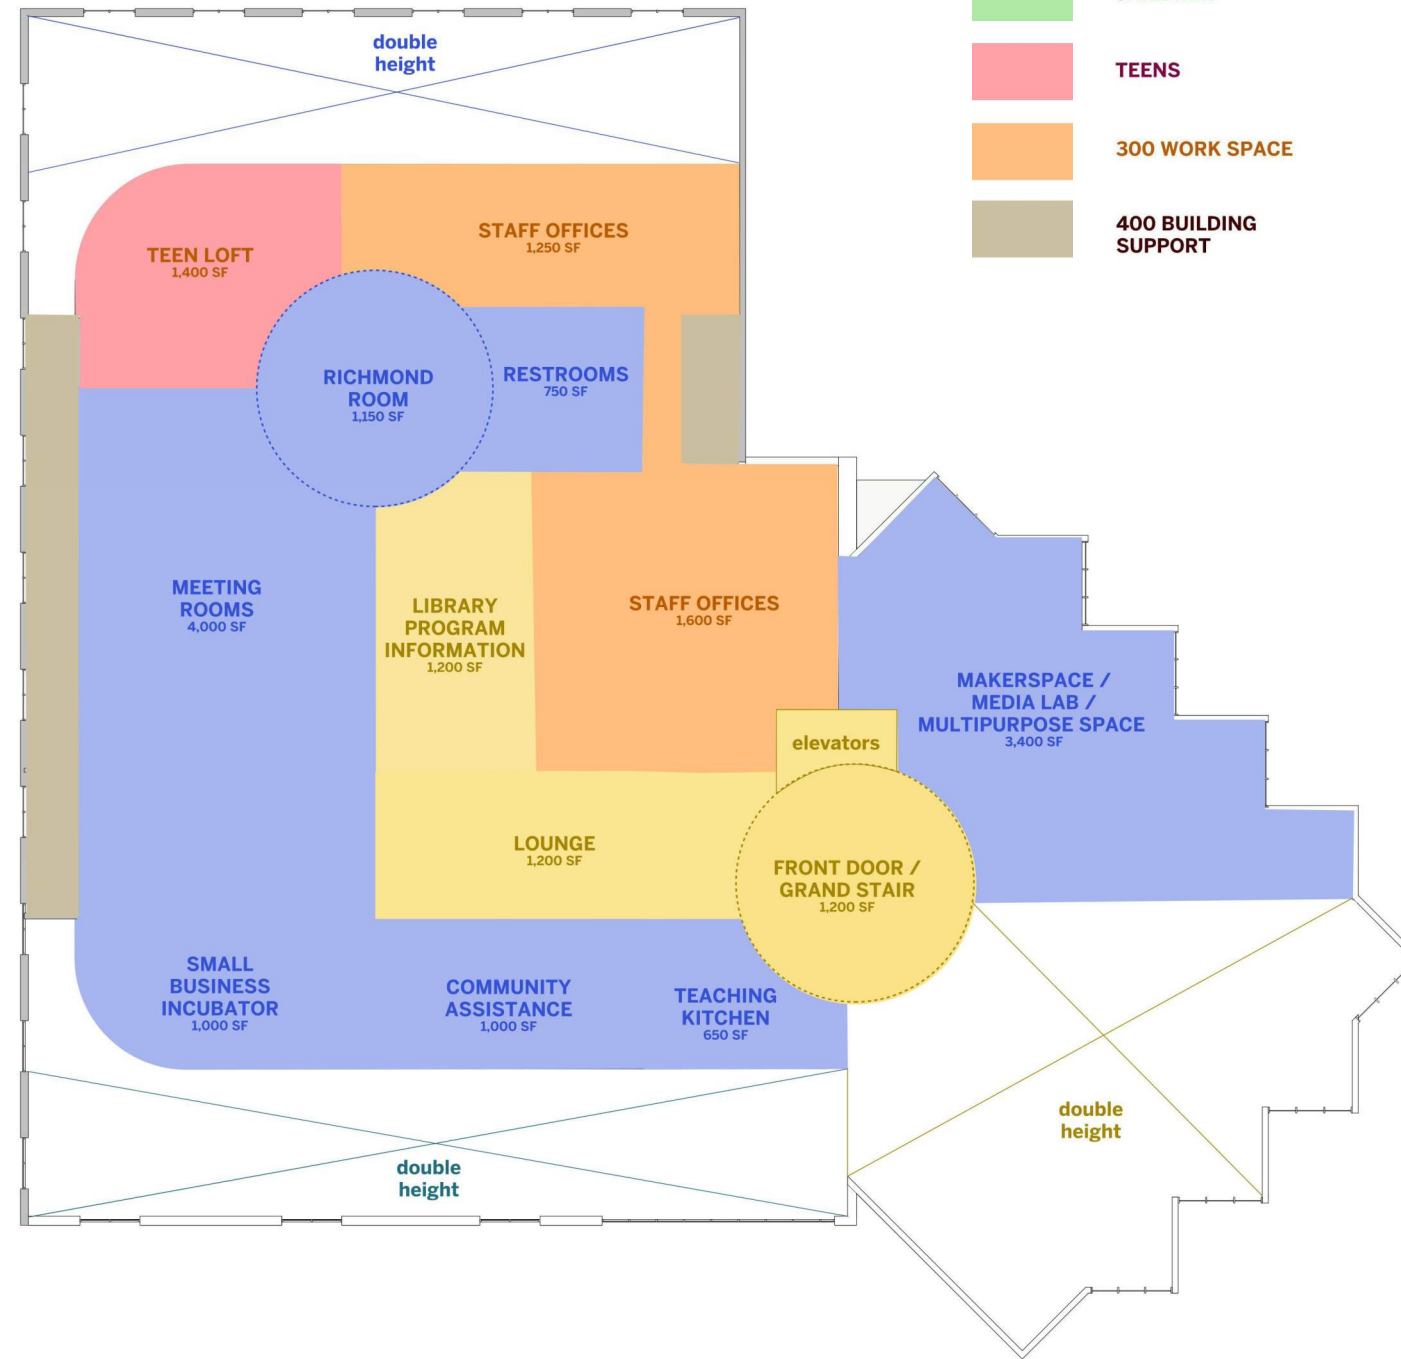 TEENS
300 WORK SPACE
400 BUILDING
SUPPORT
double
height
TEEN LOFT
1,400 SF
STAFF OFFICES
1,250 SF
RICHMOND
ROOM
1,150 SF
RESTROOMS
750 SF
MEETING
ROOMS
4,000 SF
LIBRARY
PROGRAM
INFORMATION
1,200 SF
STAFF OFFICES
1,600 SF
MAKERSPACE /
MEDIA LAB /
MULTIPURPOSE SPACE
3,400 SF
elevators
LOUNGE
1,200 SF
FRONT DOOR /
GRAND STAIR
1,200 SF
SMALL
BUSINESS
INCUBATOR
1,000 SF
COMMUNITY
ASSISTANCE
1,000 SF
TEACHING
KITCHEN
650 SF
double
height
double
height